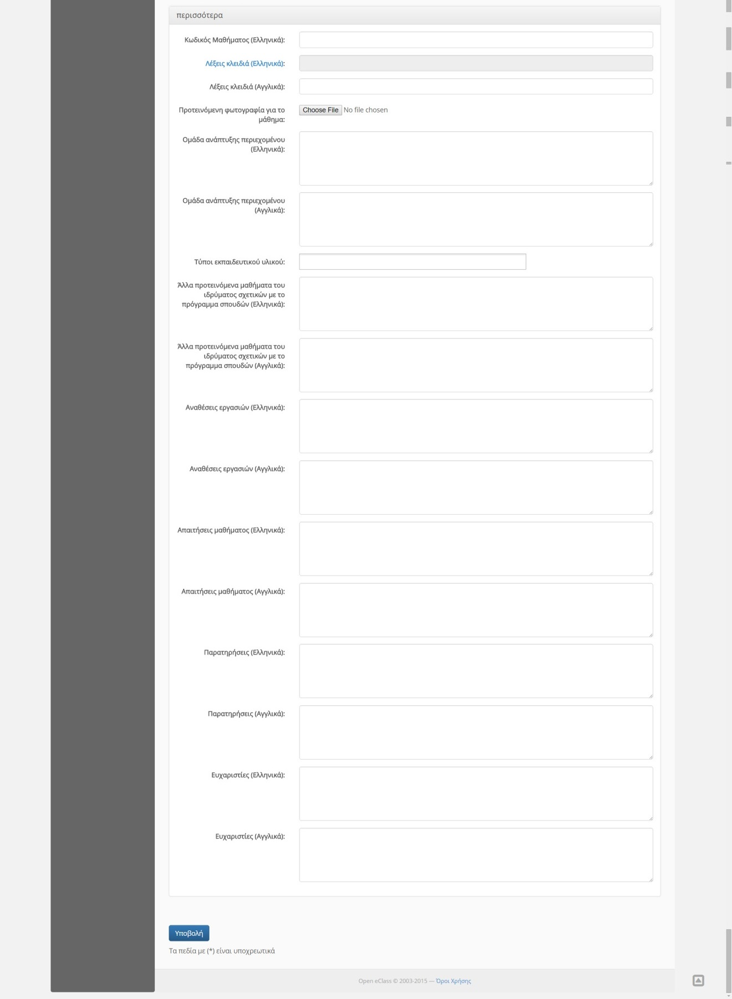 περισσότερα
Κωδικός Μαθήματος (Ελληνικά):
Λέξεις κλειδιά (Ελληνικά):
Λέξεις κλειδιά (Αγγλικά):
Προτεινόμενη φωτογραφία για το
μάθημα:
Choose File No file chosen
Ομάδα ανάπτυξης περιεχομένου
(Ελληνικά):
Ομάδα ανάπτυξης περιεχομένου
(Αγγλικά):
Τύποι εκπαιδευτικού υλικού:
Άλλα προτεινόμενα μαθήματα του
ιδρύματος σχετικών με το
πρόγραμμα σπουδών (Ελληνικά):
Άλλα προτεινόμενα μαθήματα του
ιδρύματος σχετικών με το
πρόγραμμα σπουδών (Αγγλικά):
Αναθέσεις εργασιών (Ελληνικά):
Αναθέσεις εργασιών (Αγγλικά):
Απαιτήσεις μαθήματος (Ελληνικά):
Απαιτήσεις μαθήματος (Αγγλικά):
Παρατηρήσεις (Ελληνικά):
Παρατηρήσεις (Αγγλικά):
Ευχαριστίες (Ελληνικά):
Ευχαριστίες (Αγγλικά):
Υποβολή
Τα πεδία με (*) είναι υποχρεωτικά
Open eClass © 2003-2015 — Όροι Χρήσης